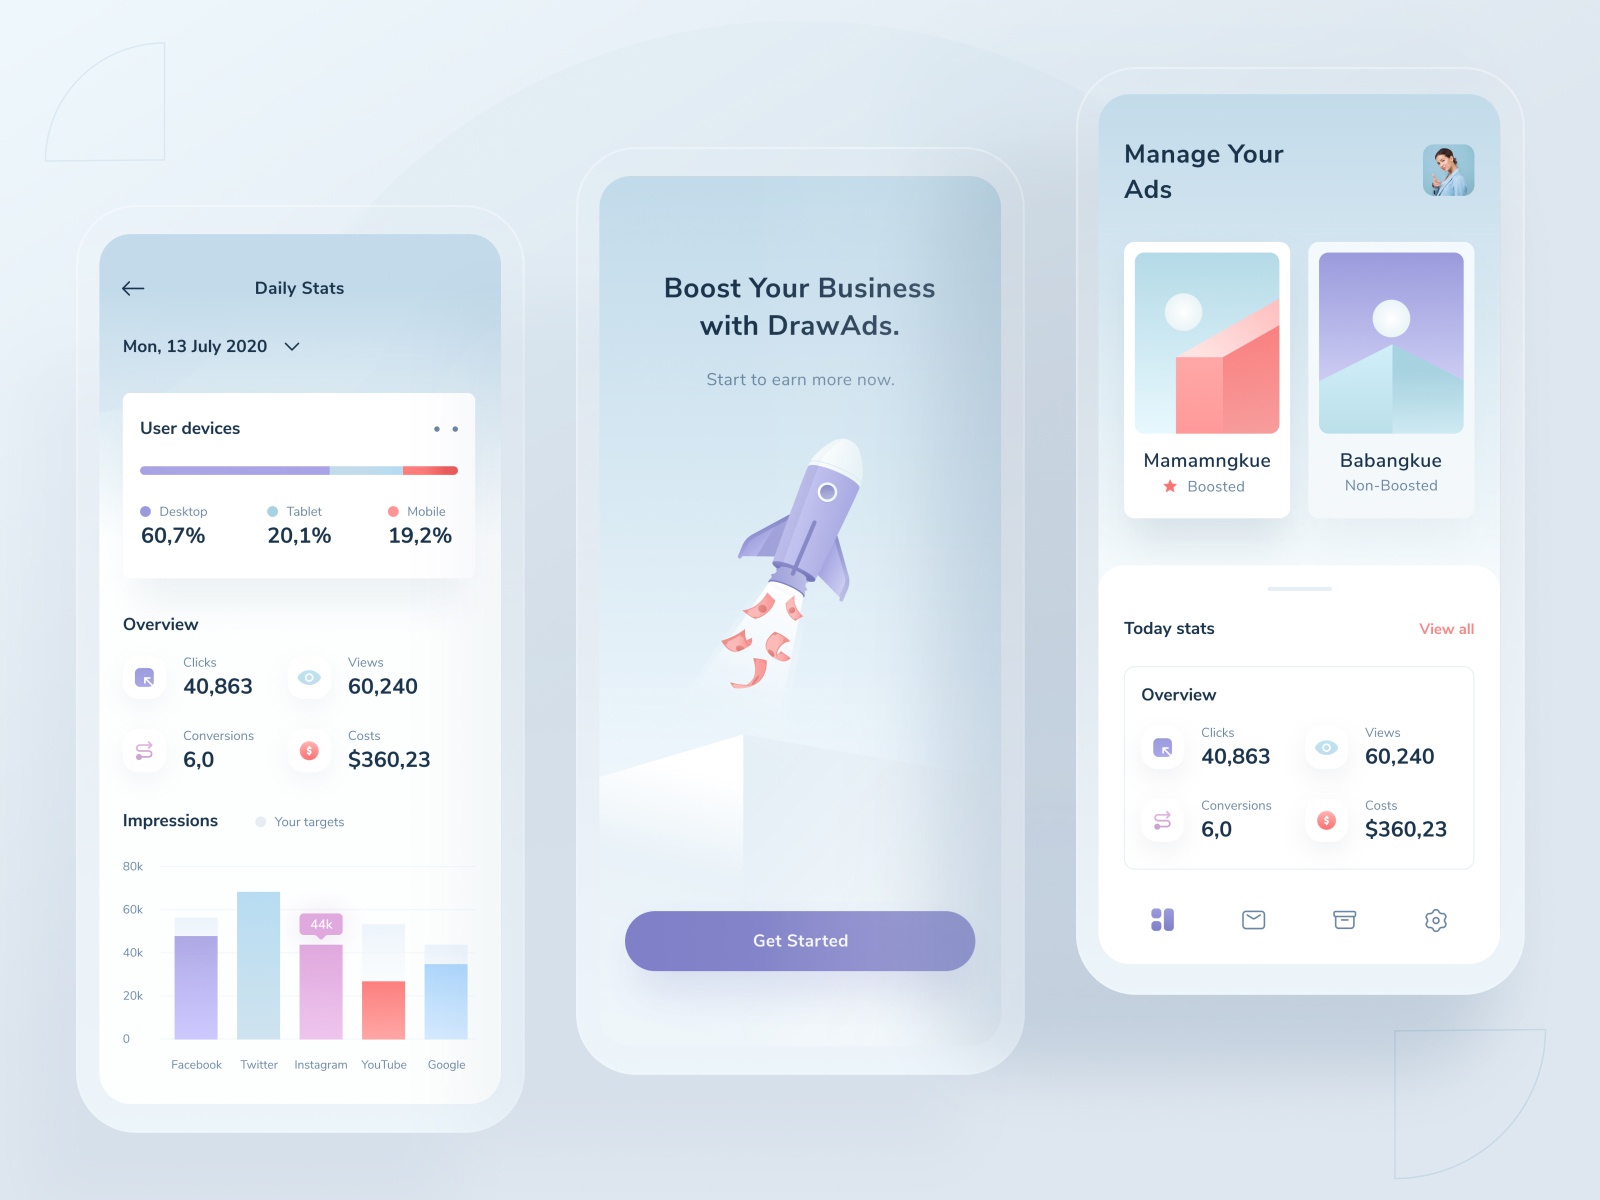 Daily Stats
Mon, 13 July 2020
User devices
Desktop
60,7%
Tablet
20,1%
Mobile
19,2%
Overview
Clicks
40,863
Views
60,240
Conversions
6,0
Costs
$360,23
Impressions
Your targets
80k
60k
40k
20k
0
44k
Facebook
Twitter
Instagram
YouTube
Google
Boost Your Business
with DrawAds.
Start to earn more now.
Get Started
Manage Your
Ads
Mamamngkue
Boosted
Babangkue
Non-Boosted
Today stats
View all
Overview
Clicks
40,863
Views
60,240
Conversions
6,0
Costs
$360,23